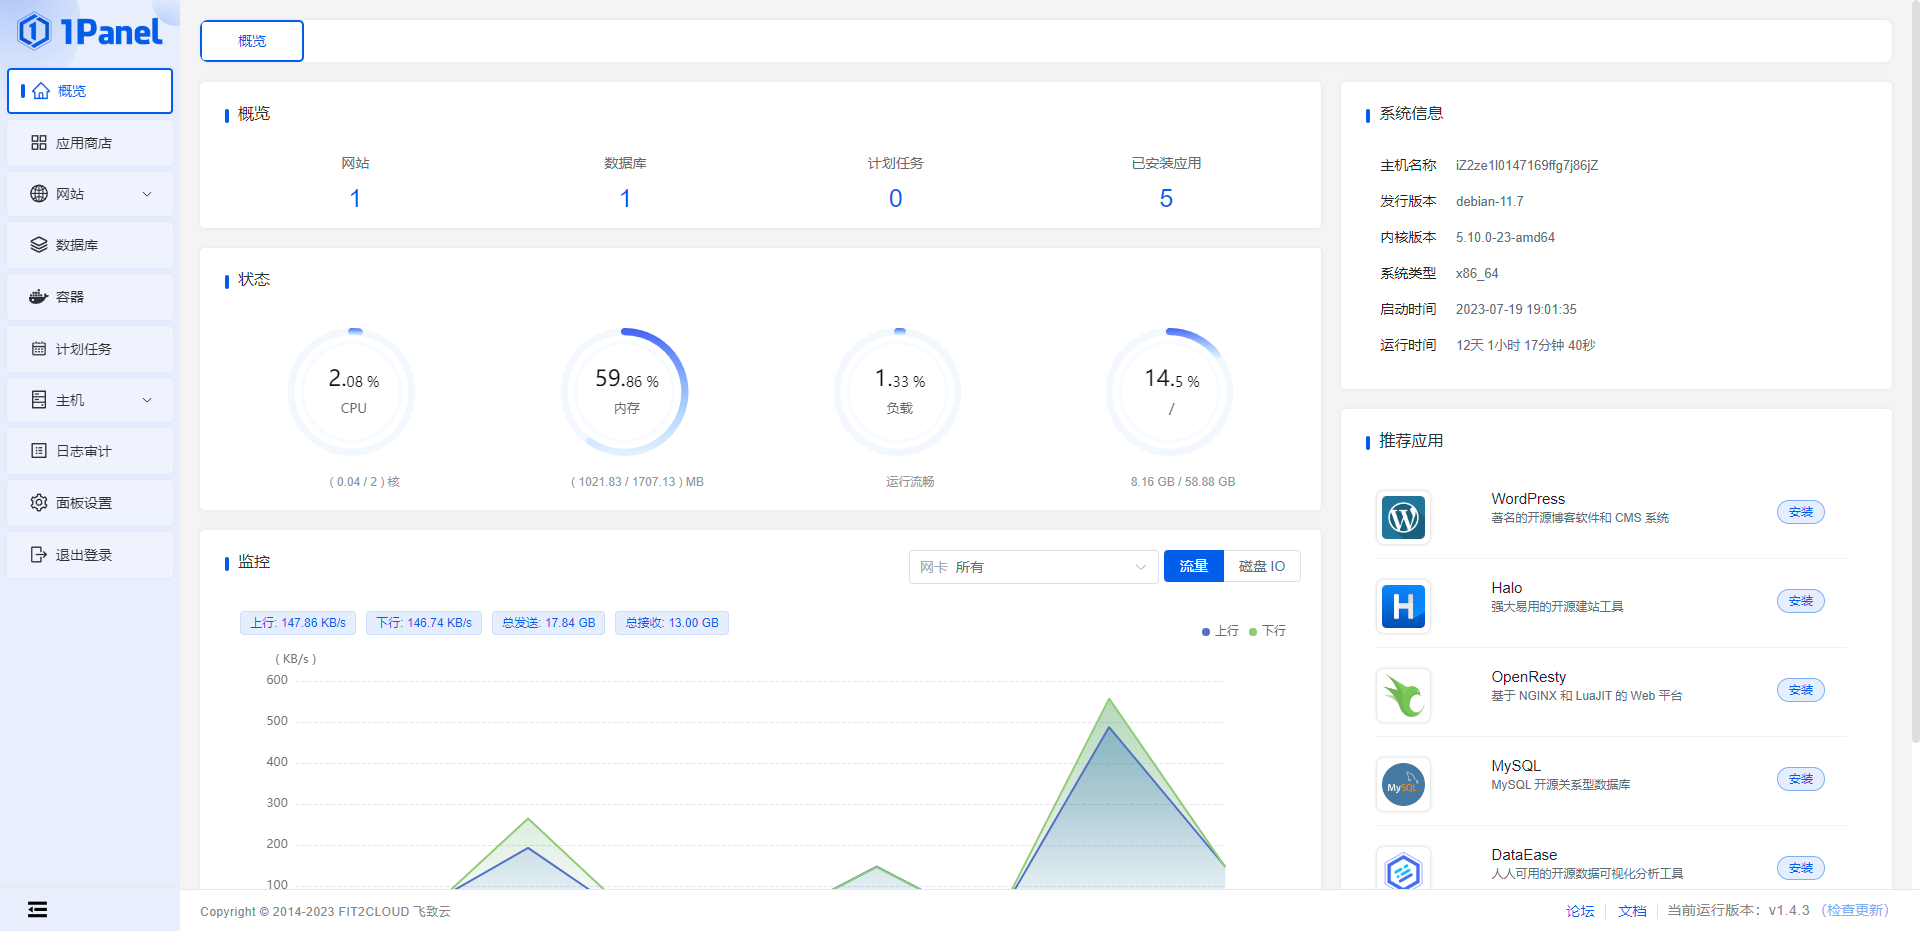 1Panel
概览
应用商店
网站
数据库
容器
计划任务
主机
日志审计
面板设置
退出登录
概览
概览
网站
数据库
计划任务
已安装应用
1
1
0
5
状态
2.08 %
CPU
( 0.04 / 2 ) 核
59.86 %
内存
( 1021.83 / 1707.13 ) MB
1.33 %
负载
运行流畅
14.5 %
/
8.16 GB / 58.88 GB
监控
网卡 所有
流量
磁盘 IO
上行: 147.86 KB/s
下行: 146.74 KB/s
总发送: 17.84 GB
总接收: 13.00 GB
上行
下行
( KB/s )
600
500
400
300
200
100
系统信息
主机名称 iZ2ze1l0147169ffg7j86jZ
发行版本 debian-11.7
内核版本 5.10.0-23-amd64
系统类型 x86_64
启动时间 2023-07-19 19:01:35
运行时间 12天 1小时 17分钟 40秒
推荐应用
WordPress
著名的开源博客软件和 CMS 系统
安装
H
Halo
强大易用的开源建站工具
安装
OpenResty
基于 NGINX 和 LuaJIT 的 Web 平台
安装
MySQL
MySQL
MySQL 开源关系型数据库
安装
DataEase
人人可用的开源数据可视化分析工具
安装
Copyright © 2014-2023 FIT2CLOUD 飞致云
论坛
文档
当前运行版本：v1.4.3 （检查更新）